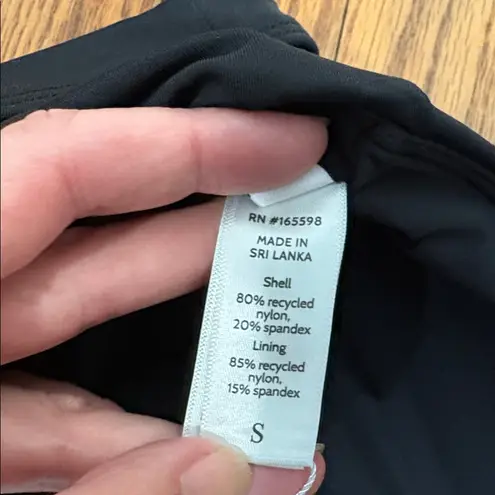 RN #165598
MADE IN
SRI LANKA
Shell
80% recycled
nylon,
20% spandex
Lining
85% recycled
nylon,
15% spandex
S